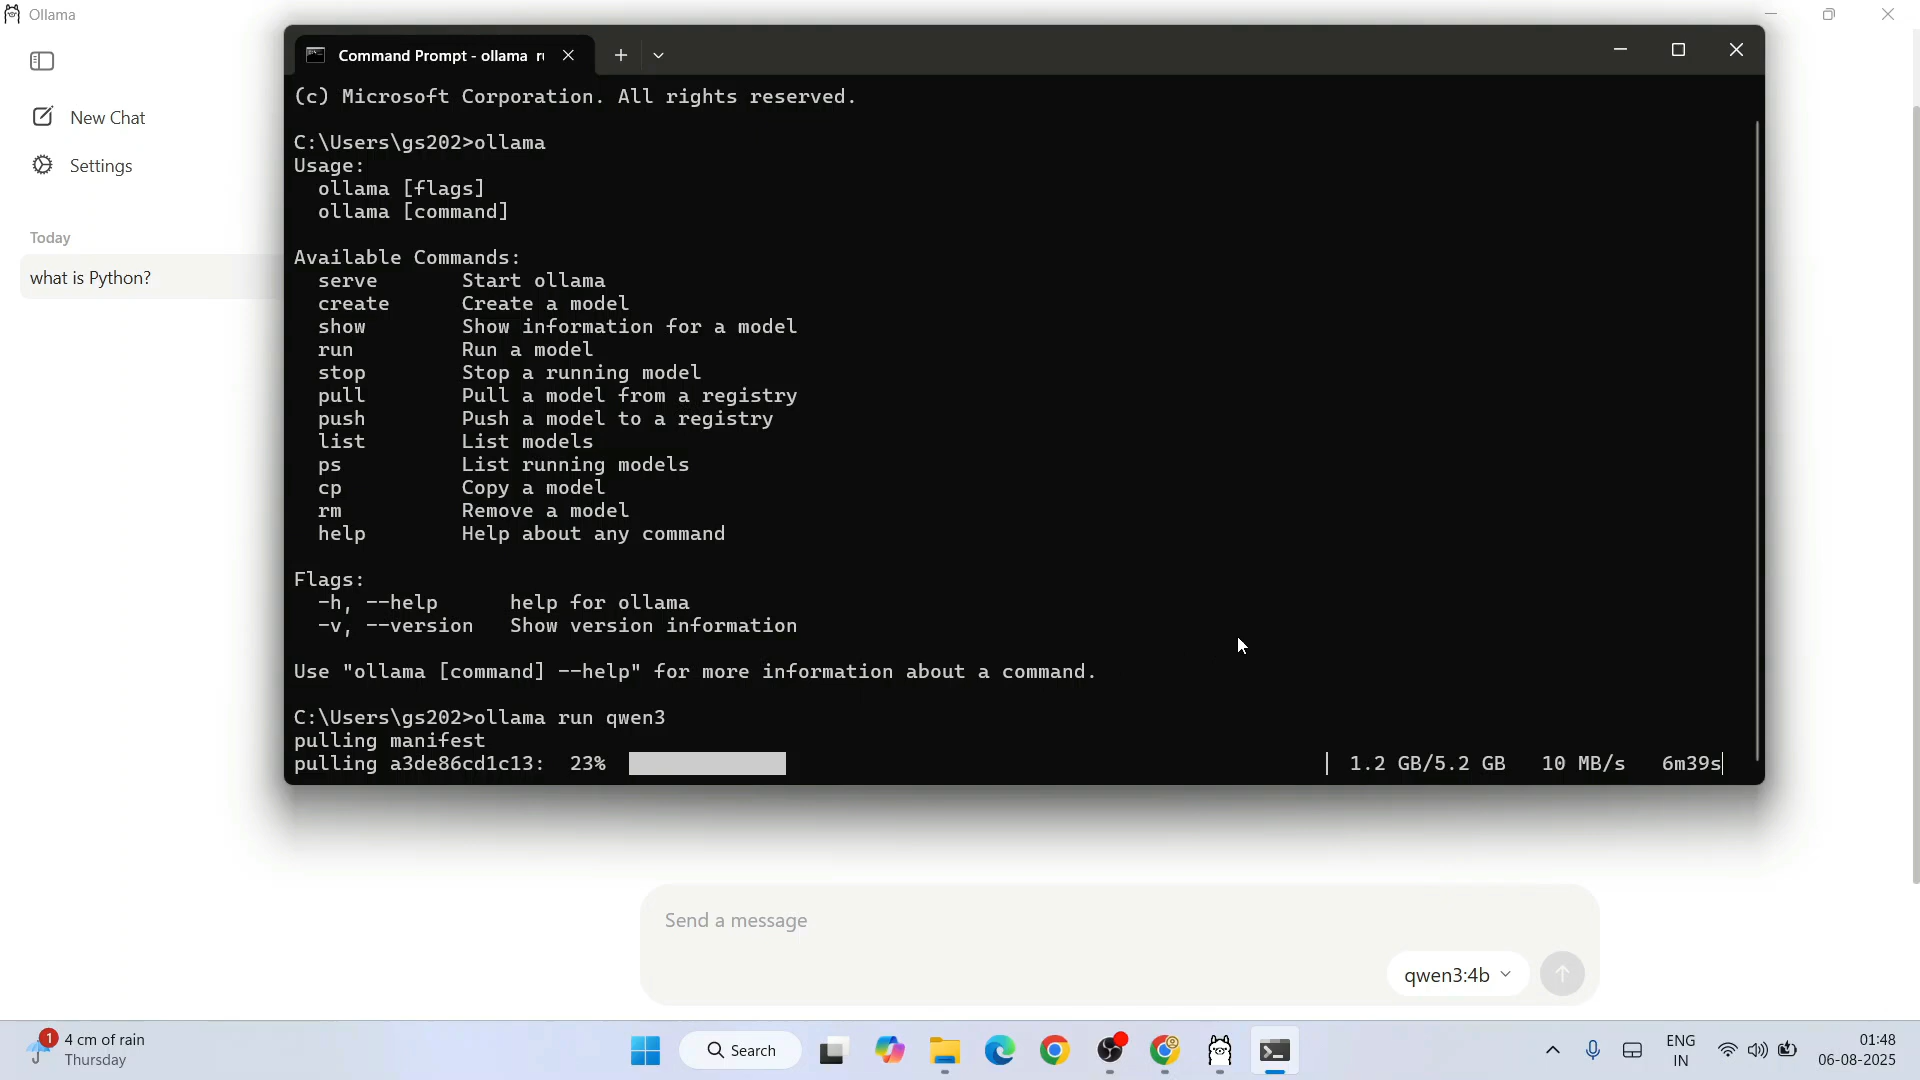 Ollama
New Chat
Settings
Today
what is Python?
Command Prompt - ollama ru
(c) Microsoft Corporation. All rights reserved.
C:\Users\gs202>ollama
Usage:
ollama [flags]
ollama [command]
Available Commands:
serve Start ollama
create Create a model
show Show information for a model
run Run a model
stop Stop a running model
pull Pull a model from a registry
push Push a model to a registry
list List models
ps List running models
cp Copy a model
rm Remove a model
help Help about any command
Flags:
-h, --help help for ollama
-v, --version Show version information
Use "ollama [command] --help" for more information about a command.
C:\Users\gs202>ollama run qwen3
pulling manifest
pulling a3de86cd1c13: 23% 1.2 GB/5.2 GB 10 MB/s 6m39s
Send a message
qwen3:4b
1
4 cm of rain
Thursday
Search
ENG
IN
01:48
06-08-2025